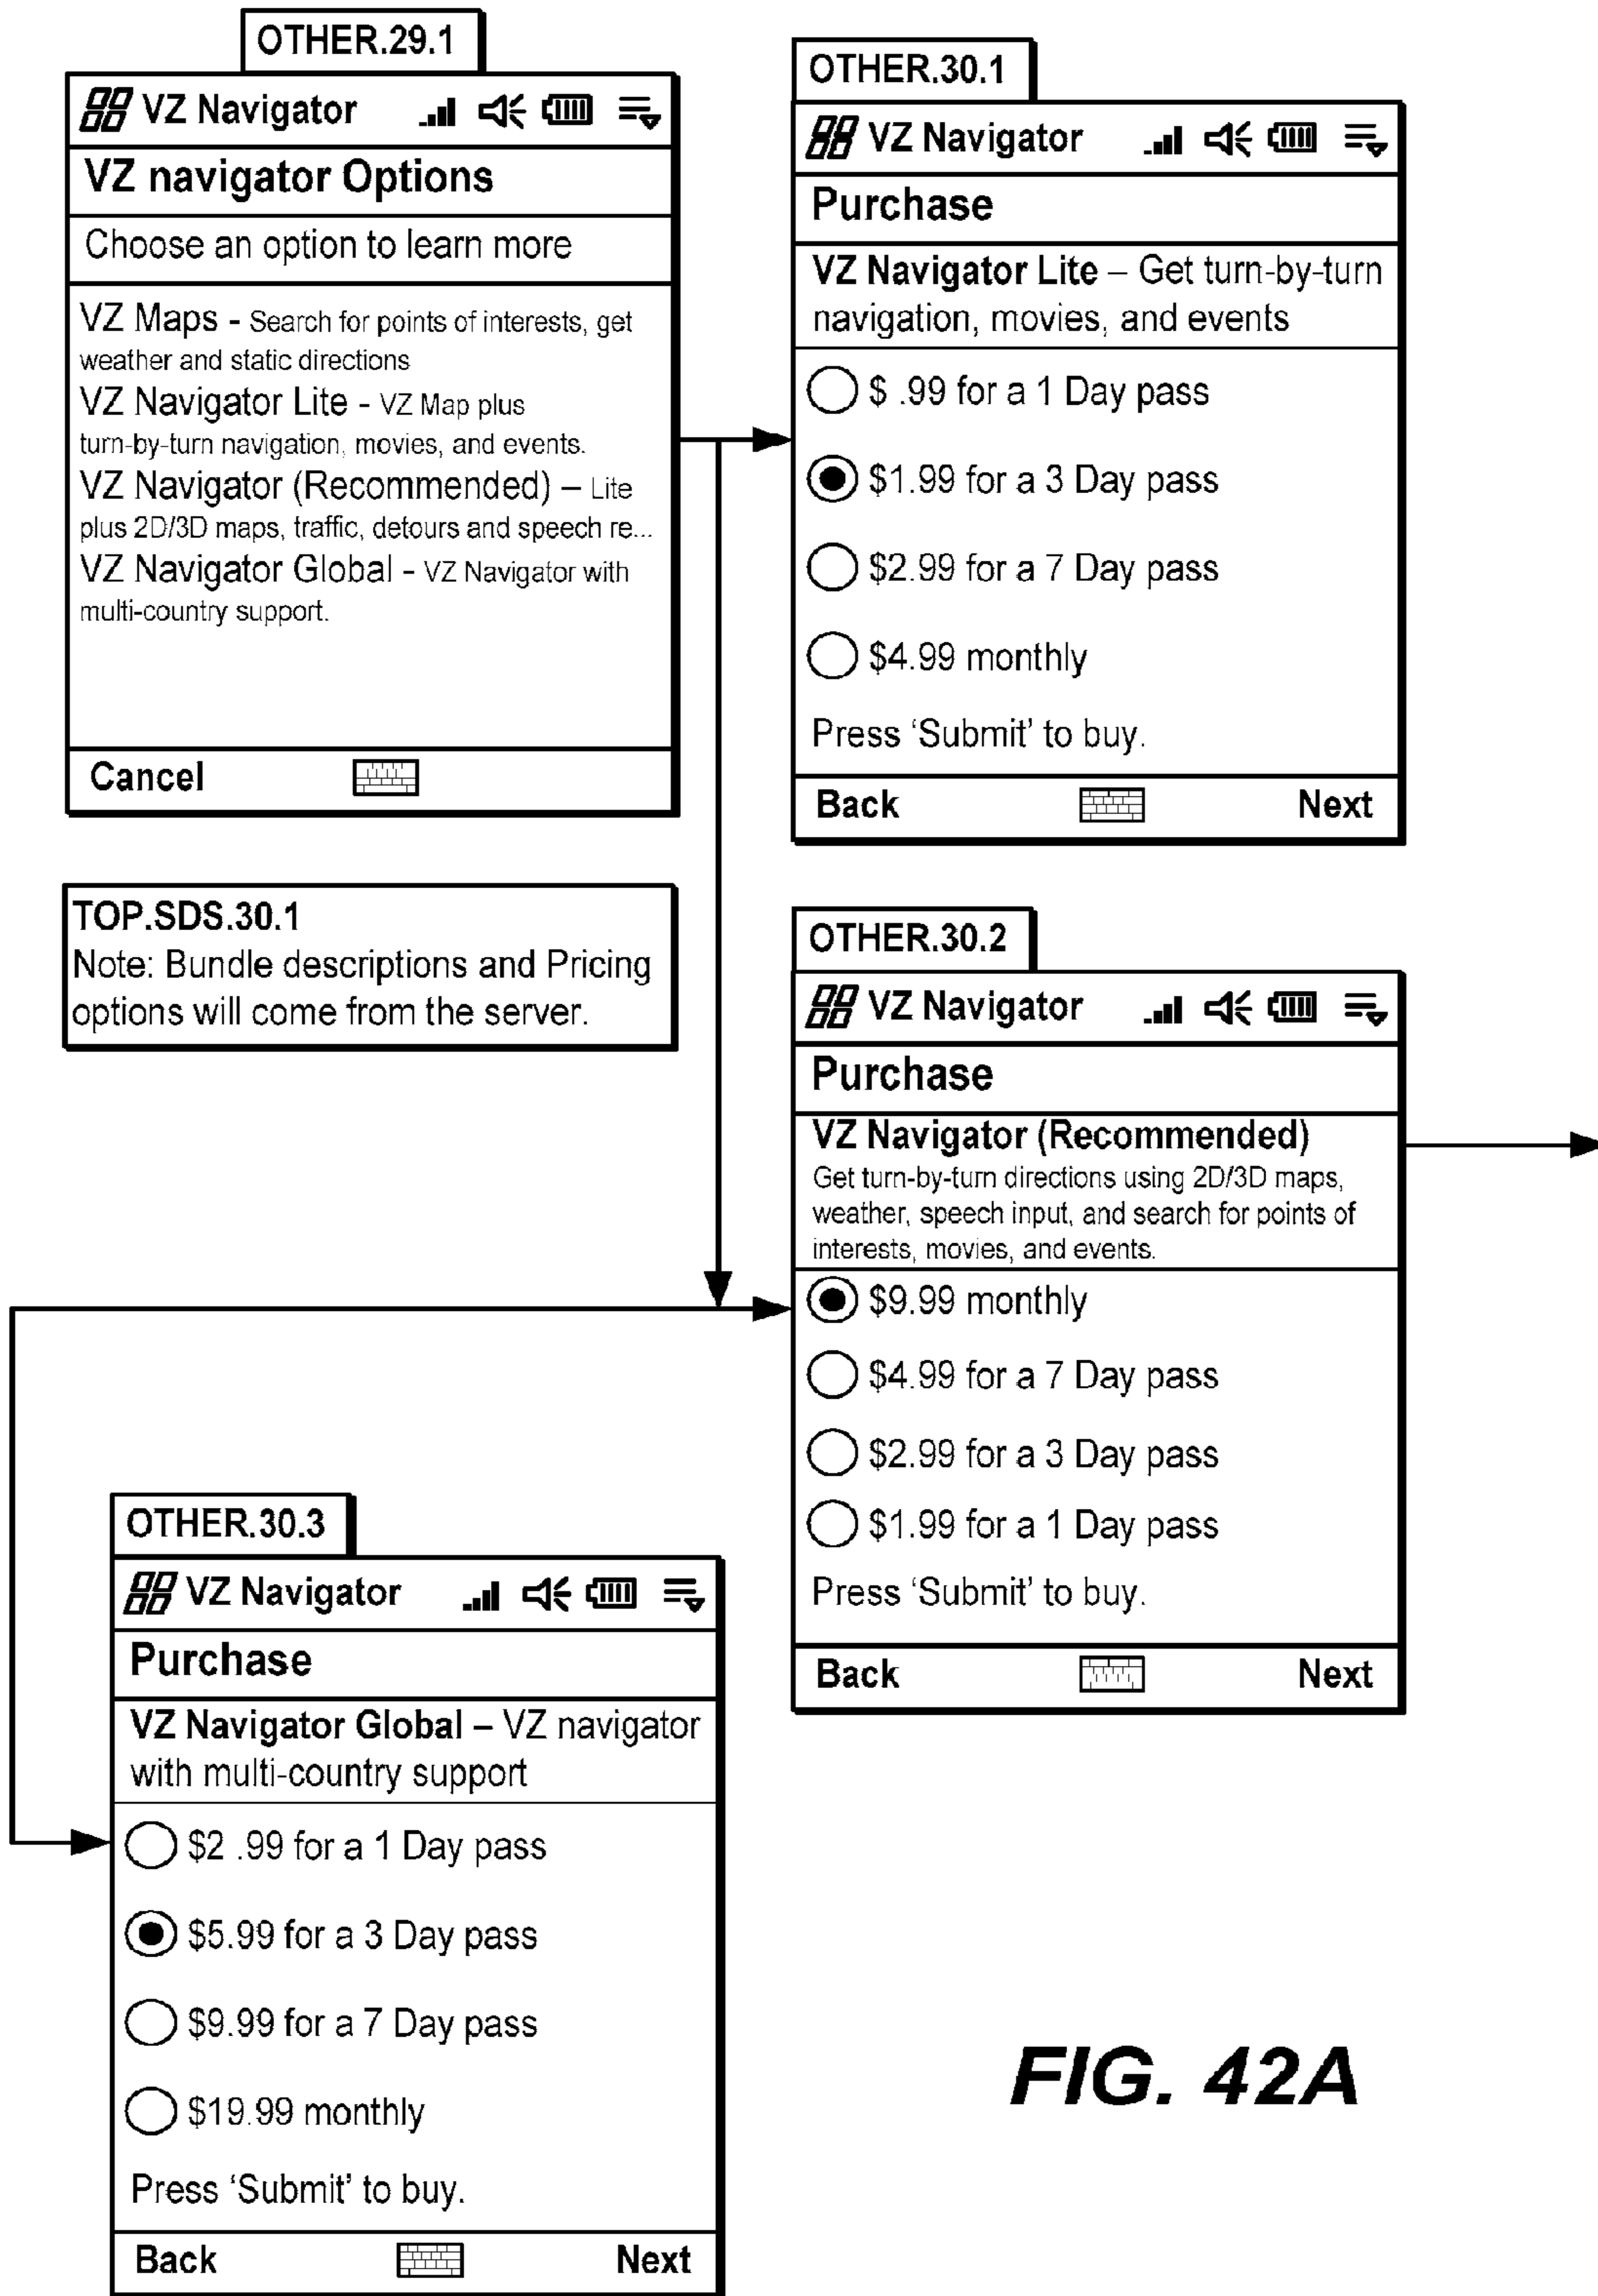 OTHER.29.1
VZ Navigator
VZ navigator Options
Choose an option to learn more
VZ Maps - Search for points of interests, get
weather and static directions
VZ Navigator Lite - VZ Map plus
turn-by-turn navigation, movies, and events.
VZ Navigator (Recommended) – Lite
plus 2D/3D maps, traffic, detours and speech re...
VZ Navigator Global - VZ Navigator with
multi-country support.
Cancel
OTHER.30.1
VZ Navigator
Purchase
VZ Navigator Lite – Get turn-by-turn
navigation, movies, and events
$ .99 for a 1 Day pass
$1.99 for a 3 Day pass
$2.99 for a 7 Day pass
$4.99 monthly
Press ‘Submit’ to buy.
Back Next
TOP.SDS.30.1
Note: Bundle descriptions and Pricing
options will come from the server.
OTHER.30.2
VZ Navigator
Purchase
VZ Navigator (Recommended)
Get turn-by-turn directions using 2D/3D maps,
weather, speech input, and search for points of
interests, movies, and events.
$9.99 monthly
$4.99 for a 7 Day pass
$2.99 for a 3 Day pass
$1.99 for a 1 Day pass
Press ‘Submit’ to buy.
Back Next
OTHER.30.3
VZ Navigator
Purchase
VZ Navigator Global – VZ navigator
with multi-country support
$2 .99 for a 1 Day pass
$5.99 for a 3 Day pass
$9.99 for a 7 Day pass
$19.99 monthly
Press ‘Submit’ to buy.
Back Next
FIG. 42A